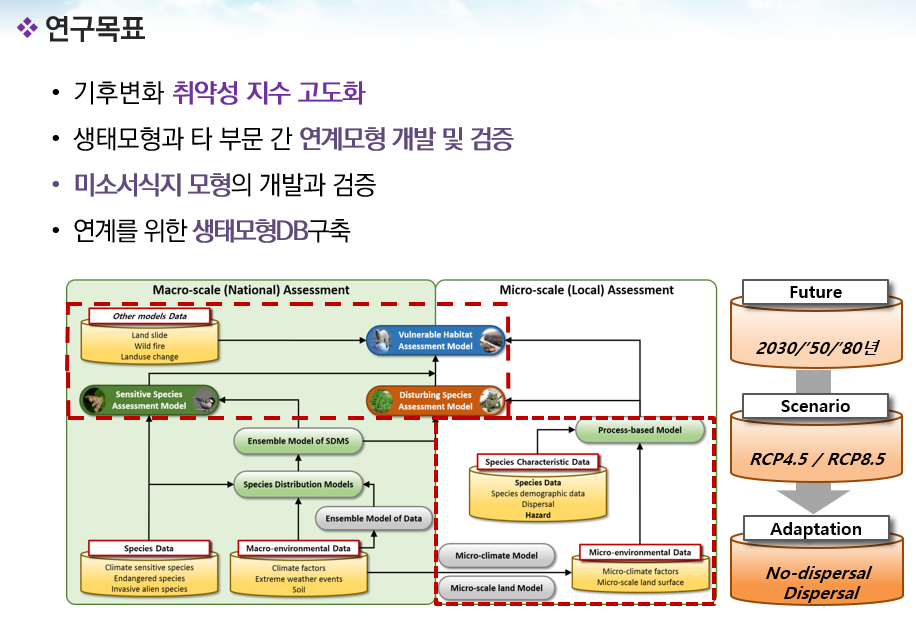 연구목표
• 기후변화 취약성 지수 고도화
• 생태모형과 타 부문 간 연계모형 개발 및 검증
• 미소서식지 모형의 개발과 검증
• 연계를 위한 생태모형DB구축
Macro-scale (National) Assessment
Micro-scale (Local) Assessment
Other models Data
Land slide
Wild fire
Landuse change
Vulnerable Habitat
Assessment Model
Sensitive Species
Assessment Model
Disturbing Species
Assessment Model
Ensemble Model of SDMS
Process-based Model
Species Distribution Models
Species Characteristic Data
Species Data
Species demographic data
Dispersal
Hazard
Ensemble Model of Data
Species Data
Climate sensitive species
Endangered species
Invasive alien species
Macro-environmental Data
Climate factors
Extreme weather events
Soil
Micro-climate Model
Micro-scale land Model
Micro-environmental Data
Micro-climate factors
Micro-scale land surface
Future
2030/'50/'80년
Scenario
RCP4.5 / RCP8.5
Adaptation
No-dispersal
Dispersal